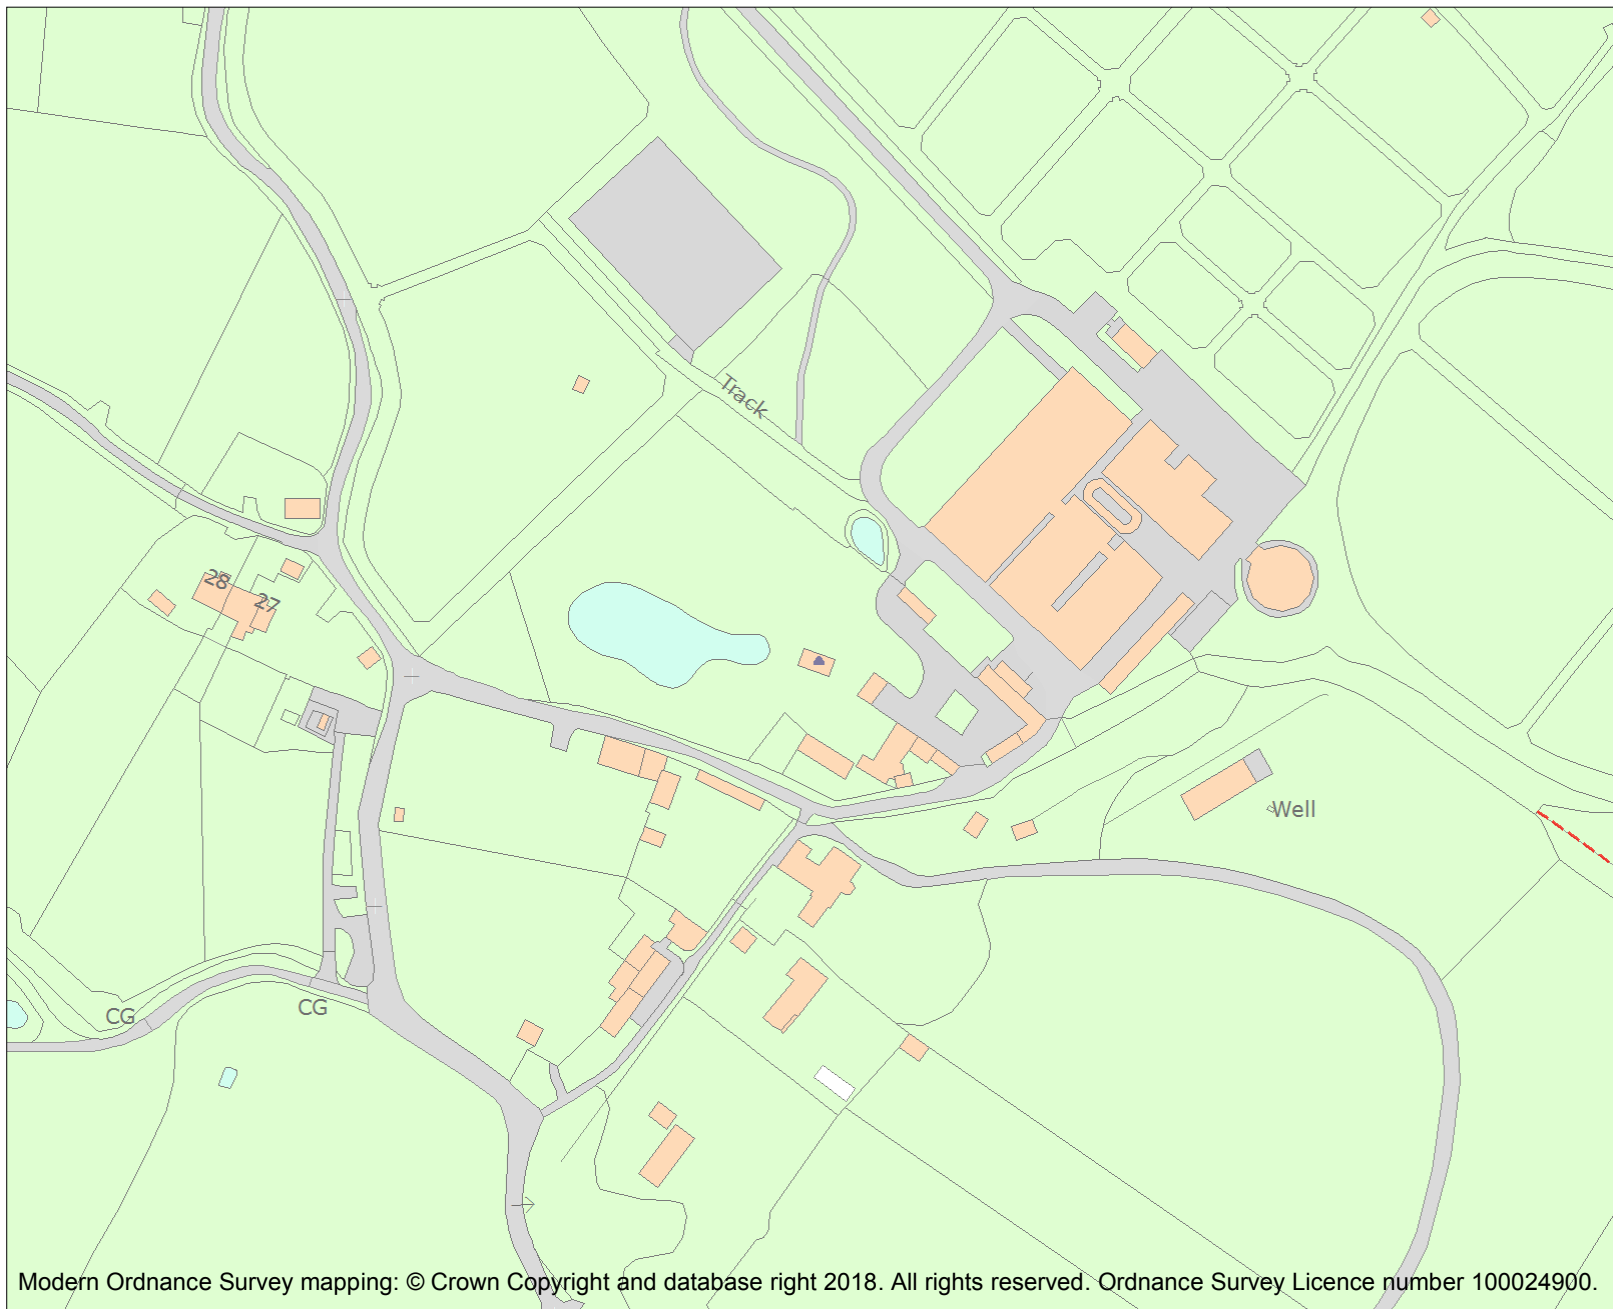 Track
28
27
Well
CG
CG
Modern Ordnance Survey mapping: © Crown Copyright and database right 2018. All rights reserved. Ordnance Survey Licence number 100024900.